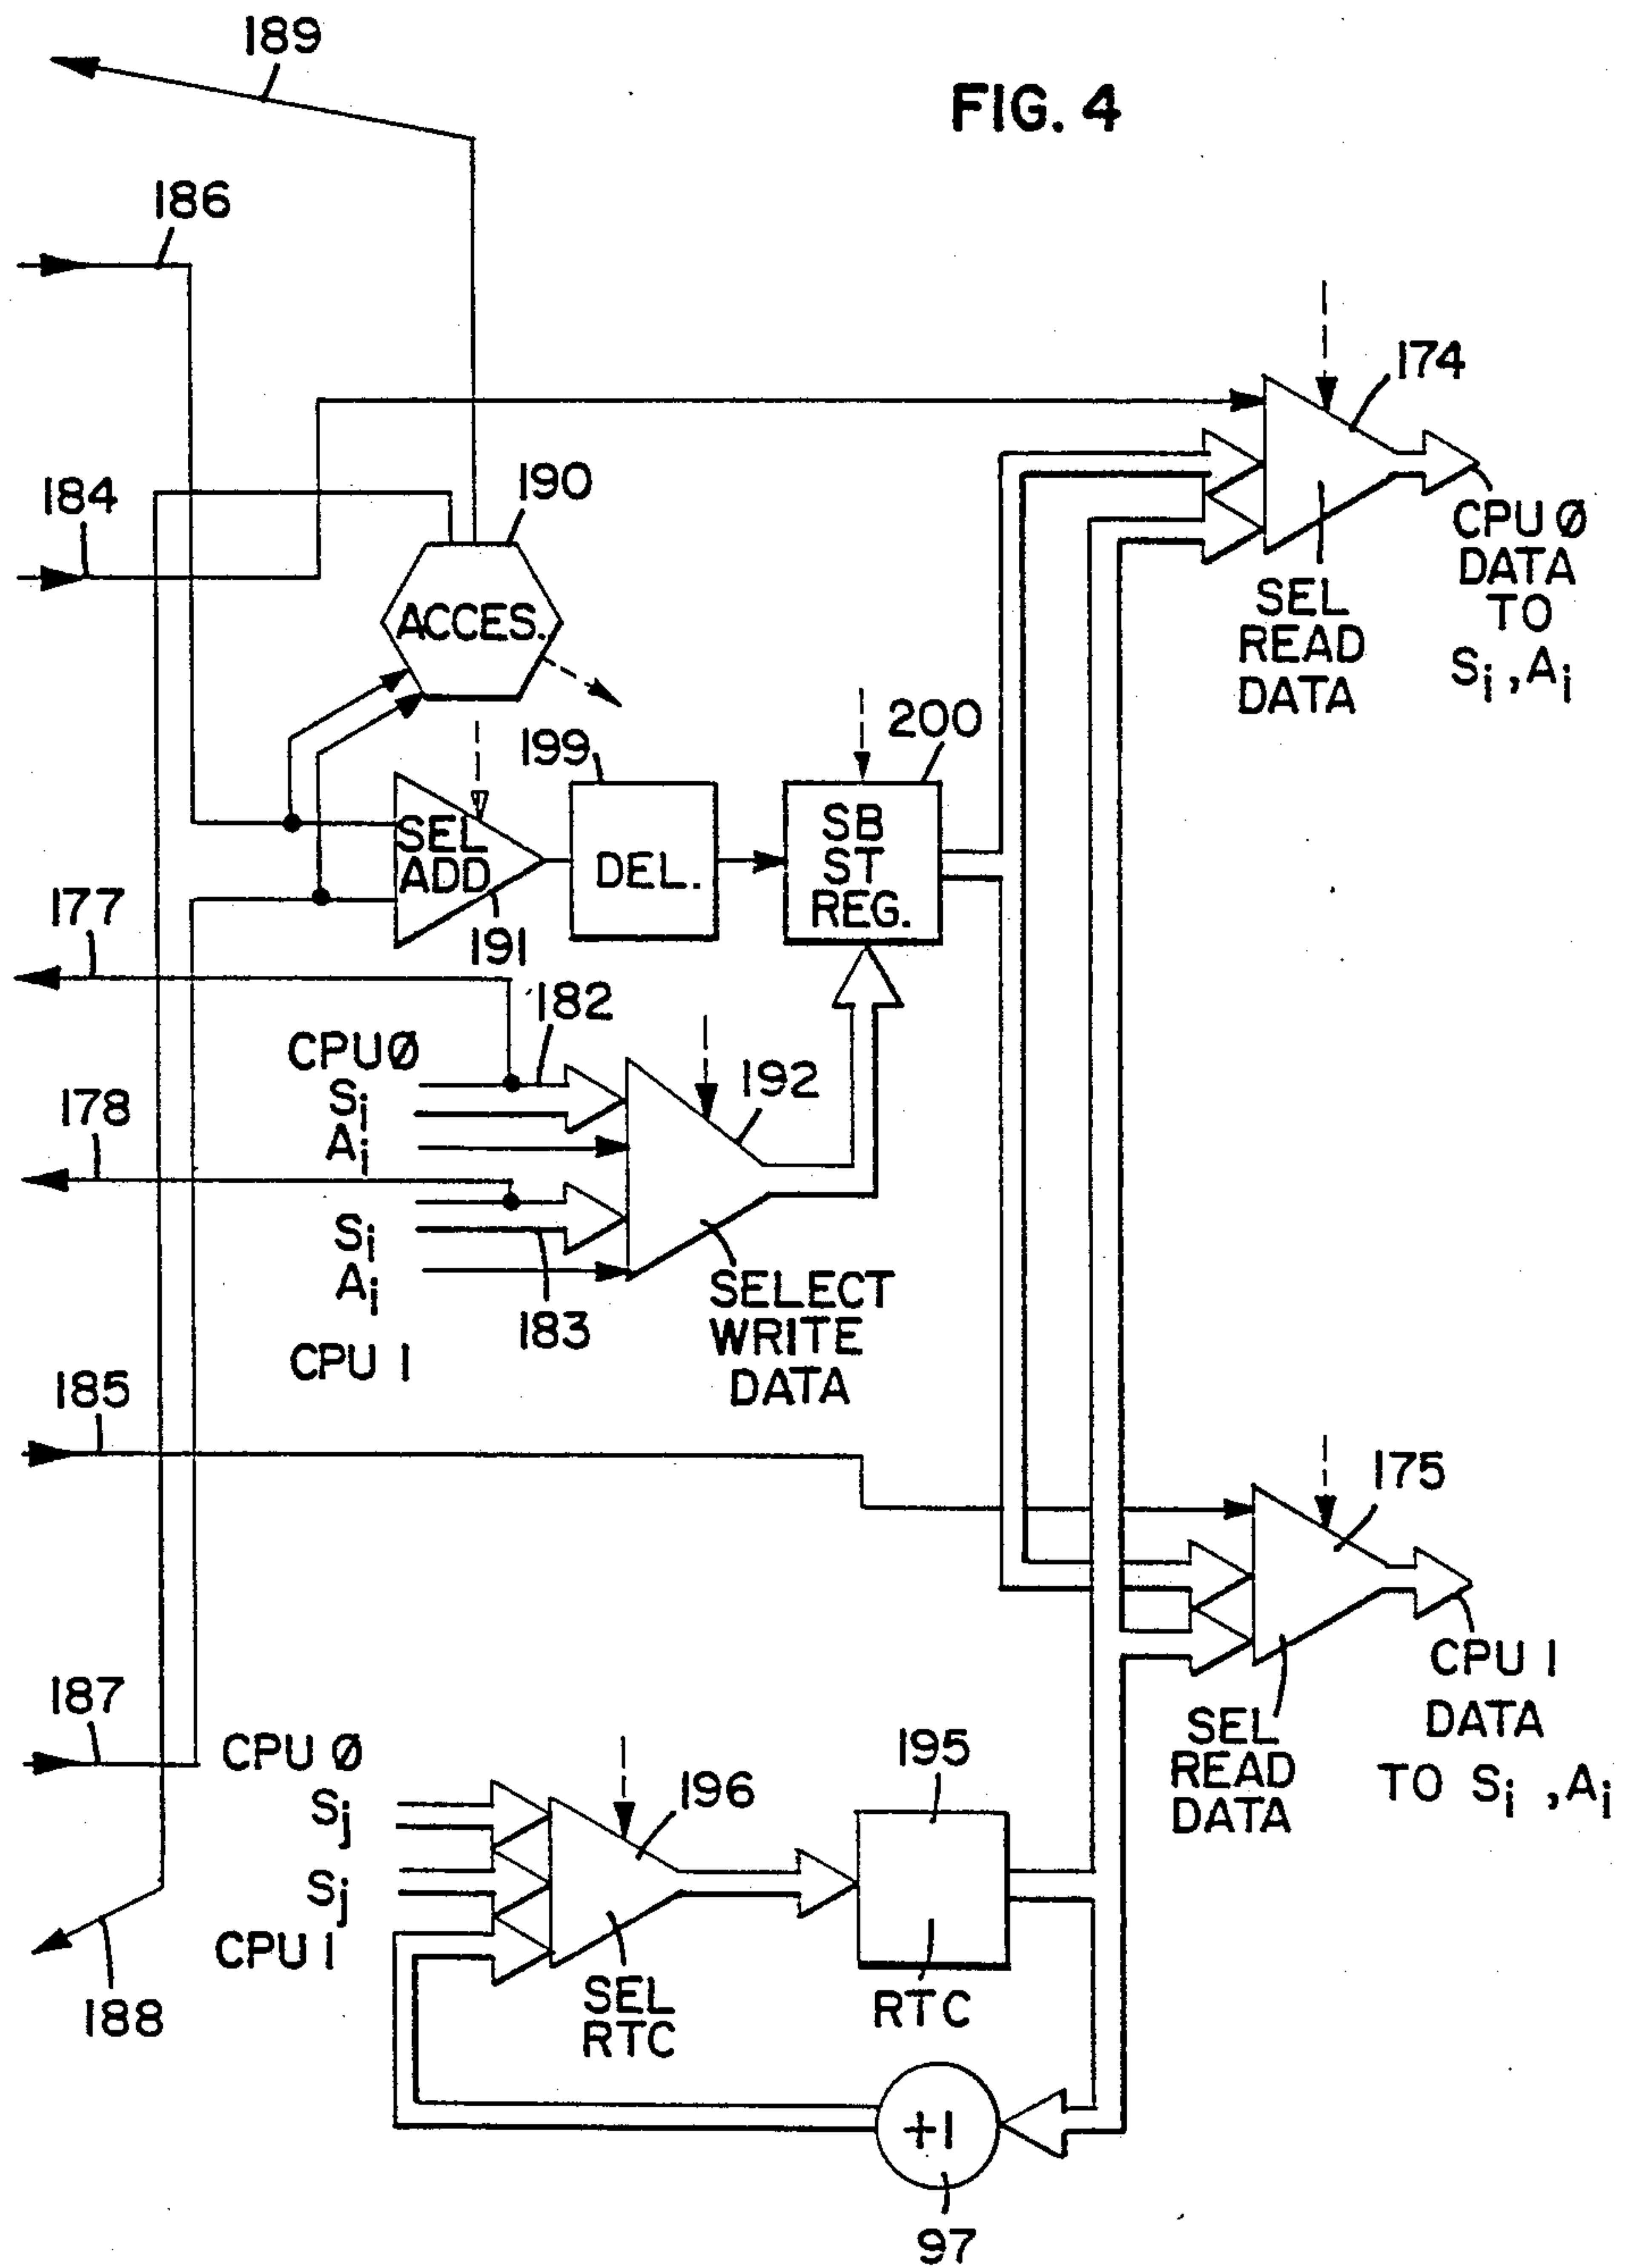 189
FIG. 4
186
174
184
190
CPU Ø
DATA
TO
Si, Ai
ACCES.
SEL
READ
DATA
199
200
SEL
ADD
DEL.
SB
ST
REG.
177
191
182
CPUØ
Si
Ai
192
178
Si
Ai
183
CPU 1
SELECT
WRITE
DATA
185
175
CPU 1
DATA
TO Si, Ai
187
CPU Ø
Sj
196
195
SEL
READ
DATA
Sj
CPU 1
188
SEL
RTC
RTC
+1
97